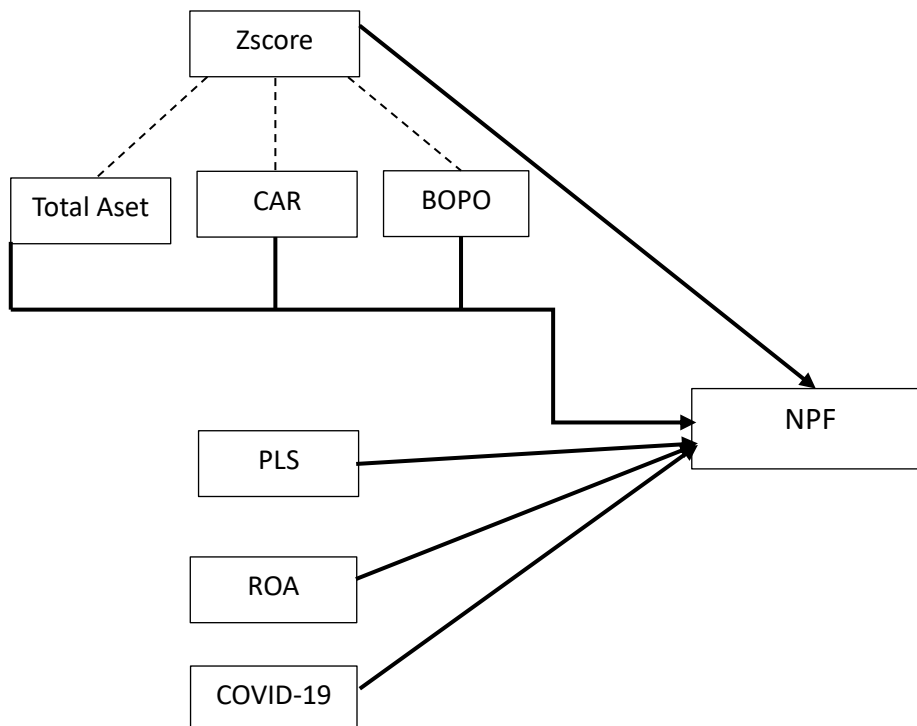 Zscore
Total Aset
CAR
BOPO
NPF
PLS
ROA
COVID-19